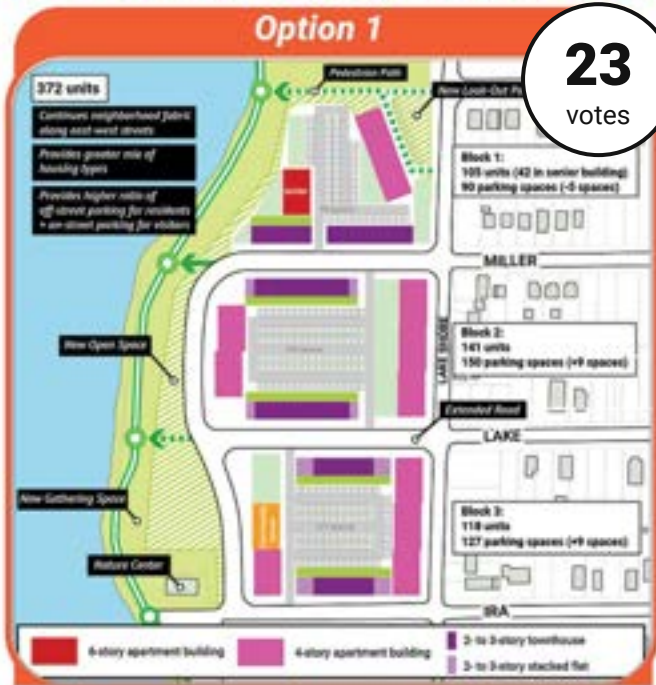 Option 1
23
votes
372 units
Continues neighborhood fabric
along east-west streets
Provides greater mix of
housing types
Provides higher ratio of
off-street parking for residents
+ on-street parking for visitors
Pedestrian Path
New Look-Out
Block 1:
105 units (42 in senior building)
90 parking spaces (-5 spaces)
MILLER
New Open Space
Block 2:
141 units
150 parking spaces (+9 spaces)
LAKE SHORE
Extended Road
LAKE
New Gathering Space
Block 3:
118 units
127 parking spaces (+9 spaces)
Nature Center
IRA
6-story apartment building
4-story apartment building
2- to 3-story townhouse
2- to 3-story stacked flat